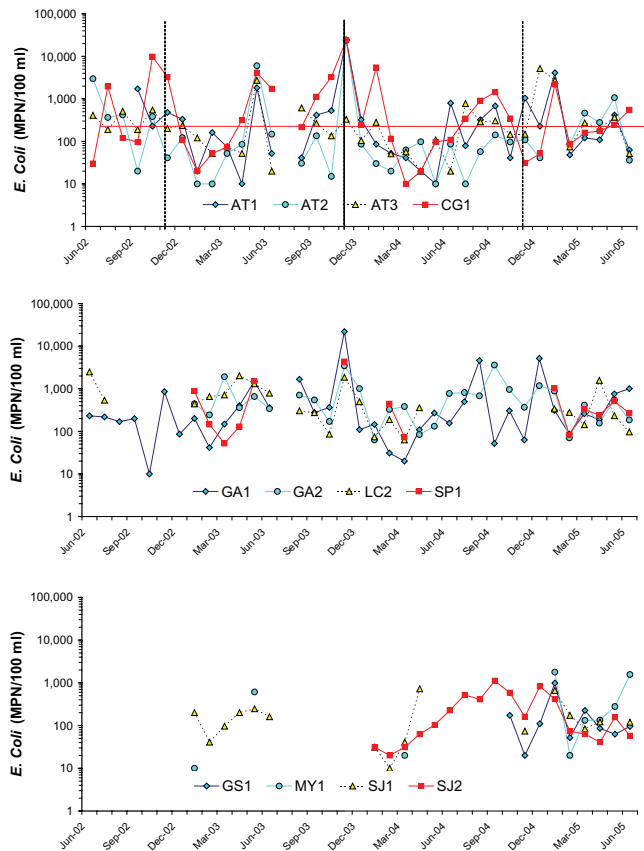 E. Coli (MPN/100 ml)
100,000
10,000
1,000
100
10
1
AT1 AT2 AT3 CG1
Jun-02 Sep-02 Dec-02 Mar-03 Jun-03 Sep-03 Dec-03 Mar-04 Jun-04 Sep-04 Dec-04 Mar-05 Jun-05
E. Coli (MPN/100 ml)
100,000
10,000
1,000
100
10
1
GA1 GA2 LC2 SP1
Jun-02 Sep-02 Dec-02 Mar-03 Jun-03 Sep-03 Dec-03 Mar-04 Jun-04 Sep-04 Dec-04 Mar-05 Jun-05
E. Coli (MPN/100 ml)
100,000
10,000
1,000
100
10
1
GS1 MY1 SJ1 SJ2
Jun-02 Sep-02 Dec-02 Mar-03 Jun-03 Sep-03 Dec-03 Mar-04 Jun-04 Sep-04 Dec-04 Mar-05 Jun-05